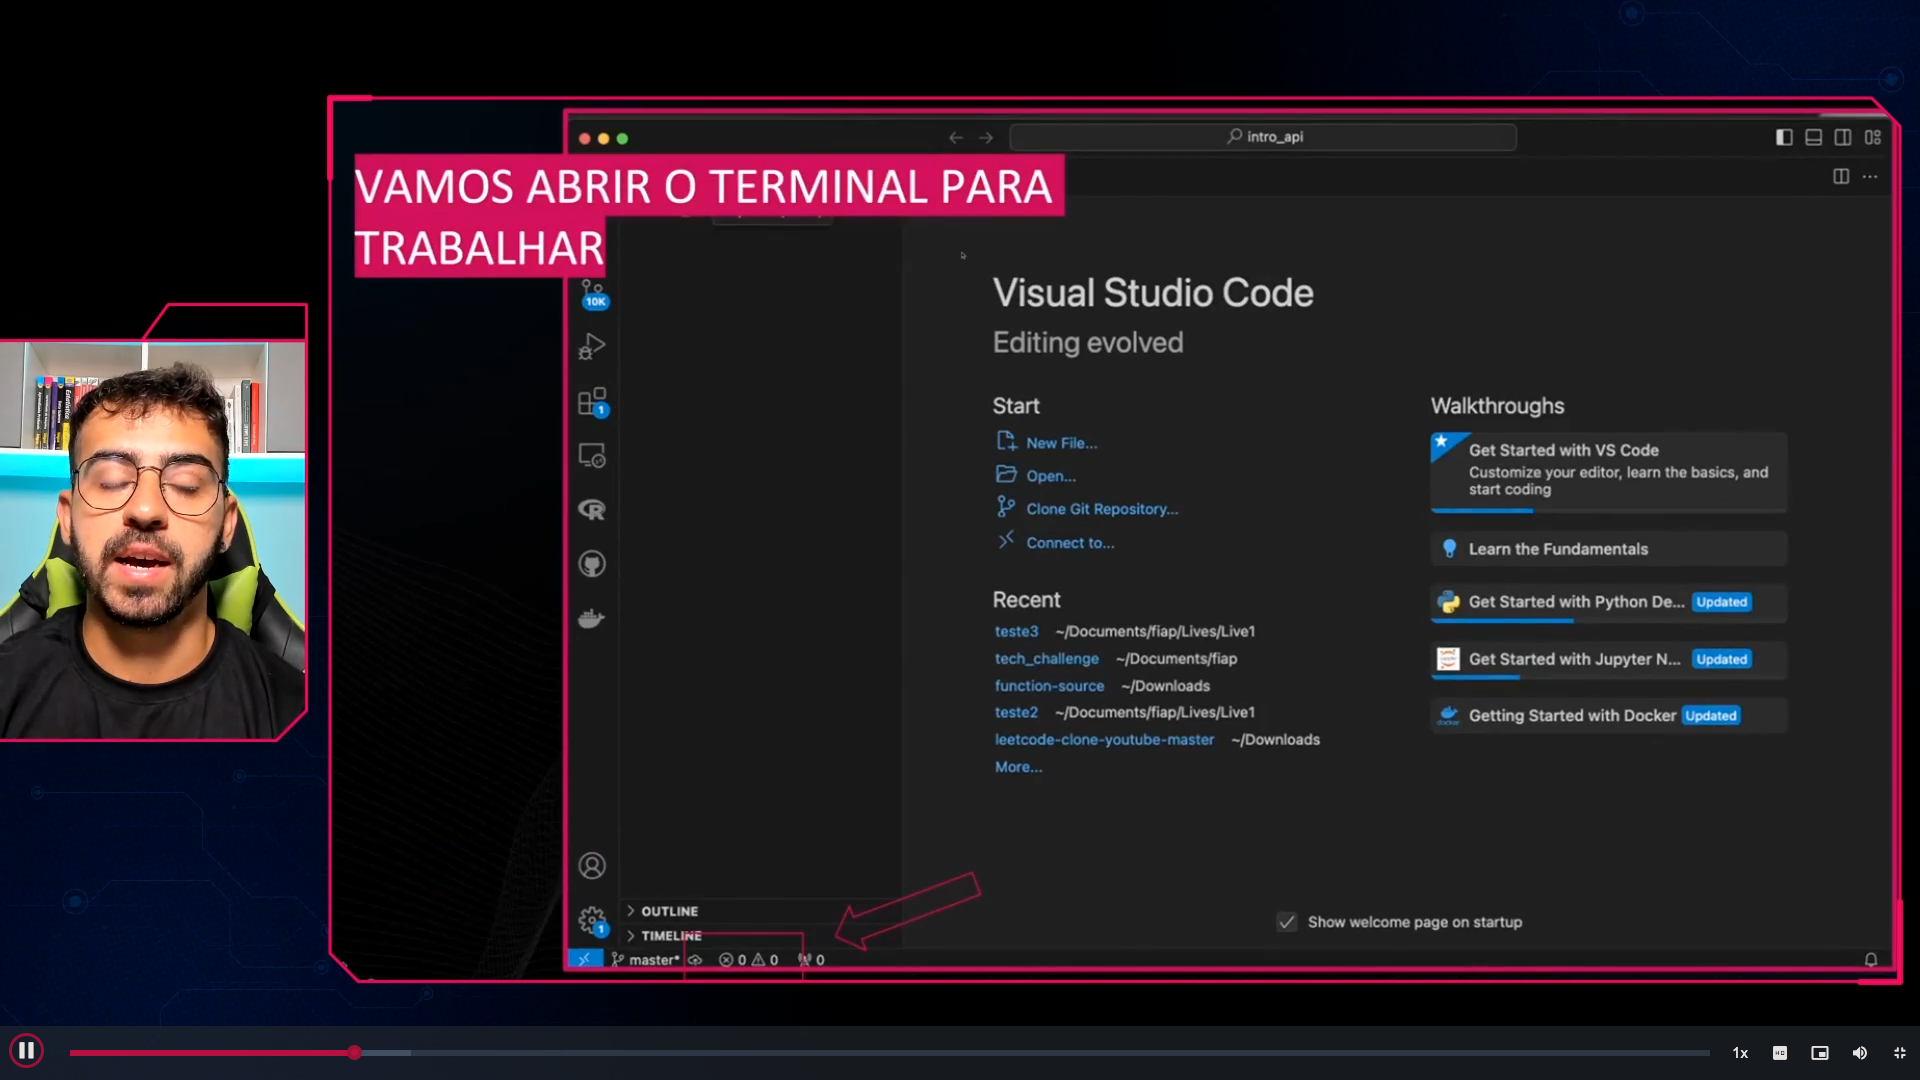 intro_api
VAMOS ABRIR O TERMINAL PARA
TRABALHAR
10K
1
1
Visual Studio Code
Editing evolved
Start
New File...
Open...
Clone Git Repository...
Connect to...
Recent
teste3 ~/Documents/fiap/Lives/Live1
tech_challenge ~/Documents/fiap
function-source ~/Downloads
teste2 ~/Documents/fiap/Lives/Live1
leetcode-clone-youtube-master ~/Downloads
More...
Walkthroughs
Get Started with VS Code
Customize your editor, learn the basics, and
start coding
Learn the Fundamentals
Get Started with Python De... Updated
Get Started with Jupyter N... Updated
Getting Started with Docker Updated
Show welcome page on startup
OUTLINE
TIMELINE
master* 0 0 0
1x